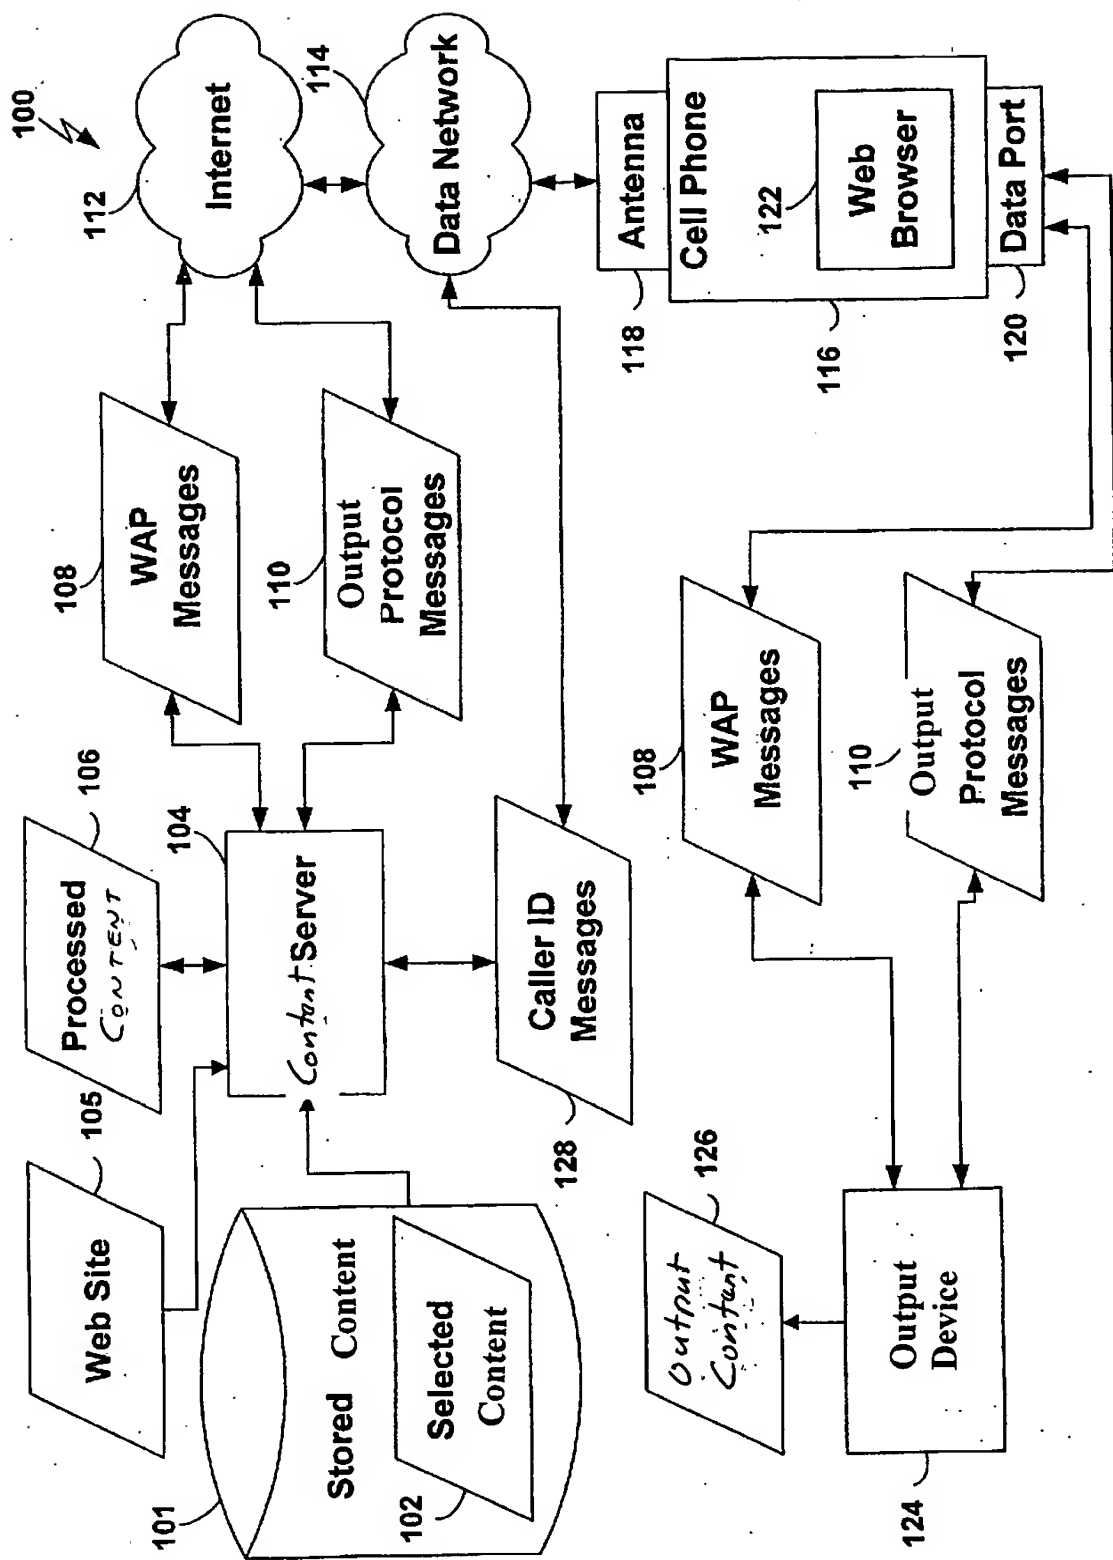 100
101
Stored Content
102
Selected
Content
105
Web Site
106
Processed
CONTENT
104
Contant Server
128
Caller ID
Messages
108
WAP
Messages
110
Output
Protocol
Messages
112
Internet
114
Data Network
118
Antenna
116
Cell Phone
122
Web
Browser
120
Data Port
108
WAP
Messages
110
Output
Protocol
Messages
124
Output
Device
126
Output
Contant